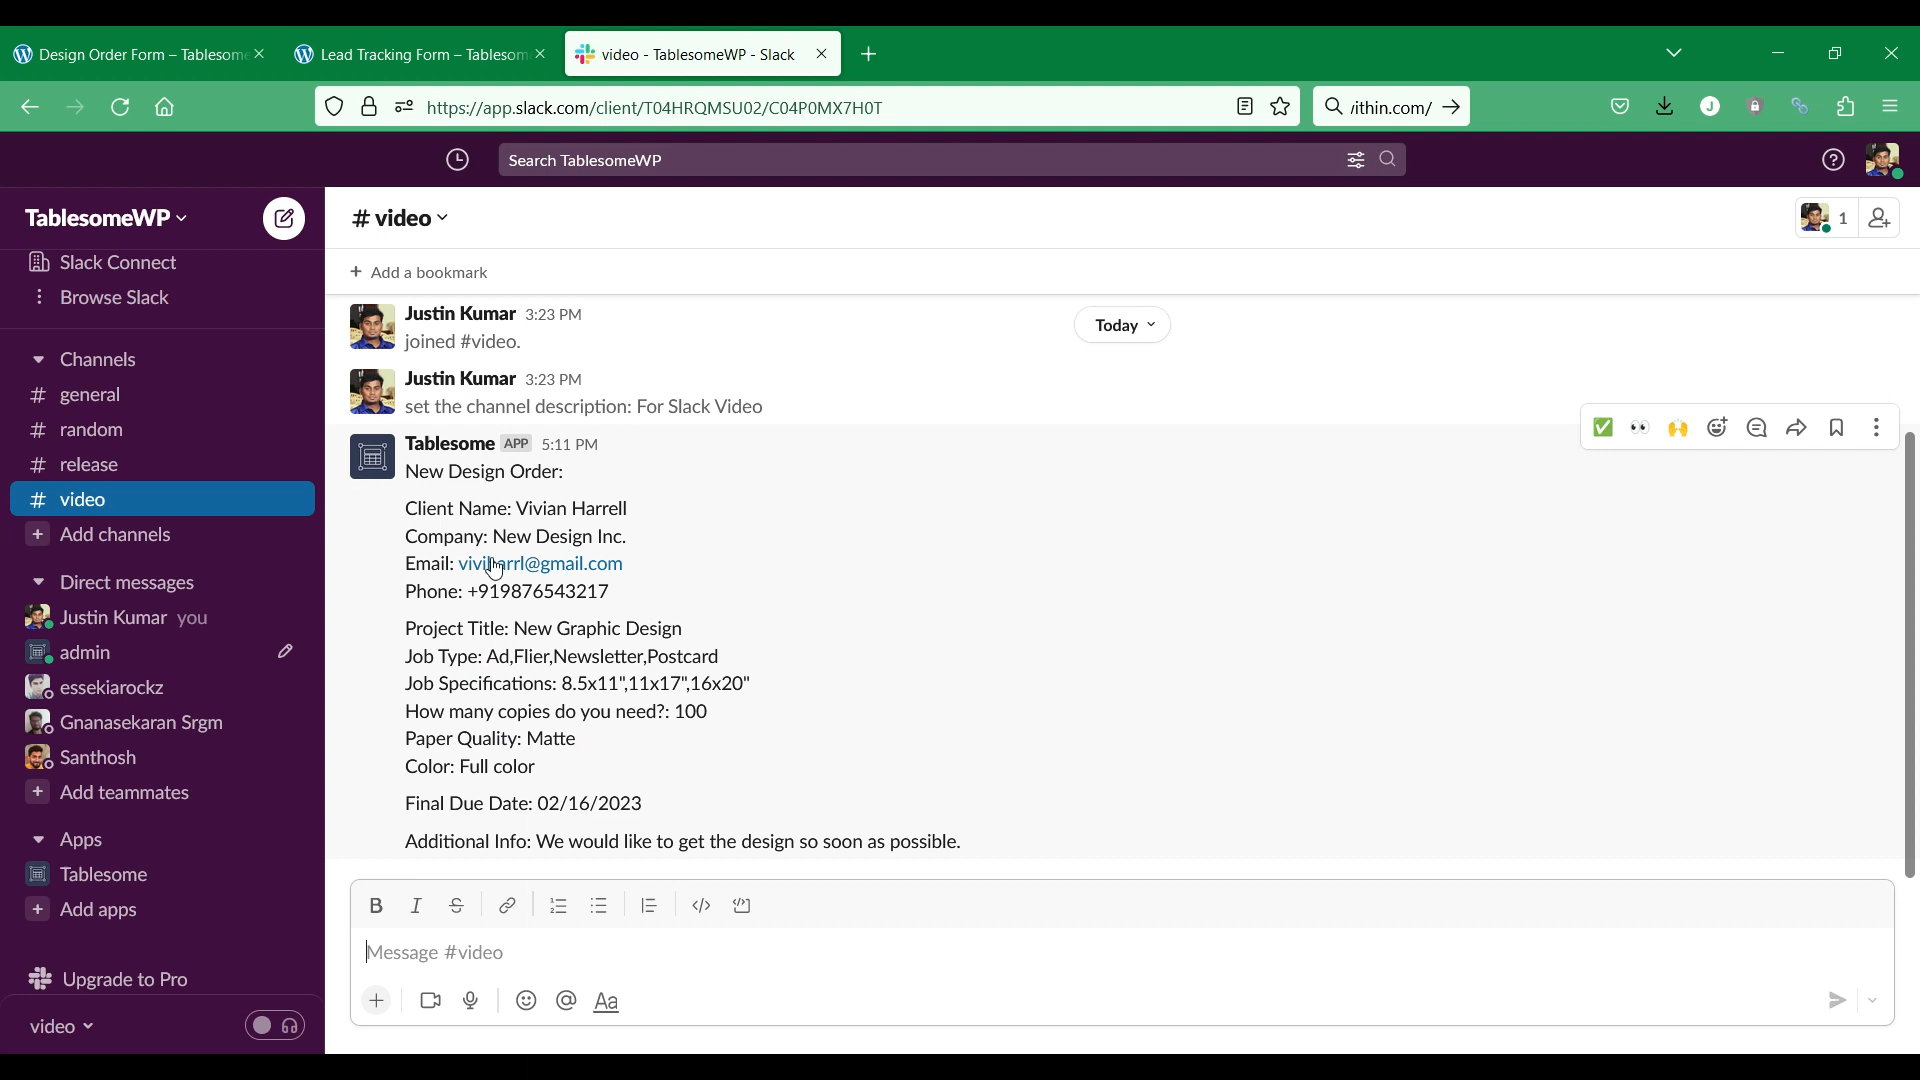 Design Order Form – Tablesome
Lead Tracking Form – Tablesom
video - TablesomeWP - Slack
https://app.slack.com/client/T04HRQMSU02/C04P0MX7H0T
/ithin.com/
J
Search TablesomeWP
TablesomeWP
Slack Connect
Browse Slack
Channels
# general
# random
# release
# video
+ Add channels
Direct messages
Justin Kumar you
admin
essekiarockz
Gnanasekaran Srgm
Santhosh
+ Add teammates
Apps
Tablesome
+ Add apps
Upgrade to Pro
video
# video
1
+ Add a bookmark
Today
Justin Kumar 3:23 PM
joined #video.
Justin Kumar 3:23 PM
set the channel description: For Slack Video
Tablesome APP 5:11 PM
New Design Order:
Client Name: Vivian Harrell
Company: New Design Inc.
Email:
Phone: +919876543217
Project Title: New Graphic Design
Job Type: Ad,Flier,Newsletter,Postcard
Job Specifications: 8.5x11",11x17",16x20"
How many copies do you need?: 100
Paper Quality: Matte
Color: Full color
Final Due Date: 02/16/2023
Additional Info: We would like to get the design so soon as possible.
B I S
Message #video
+ @ Aa